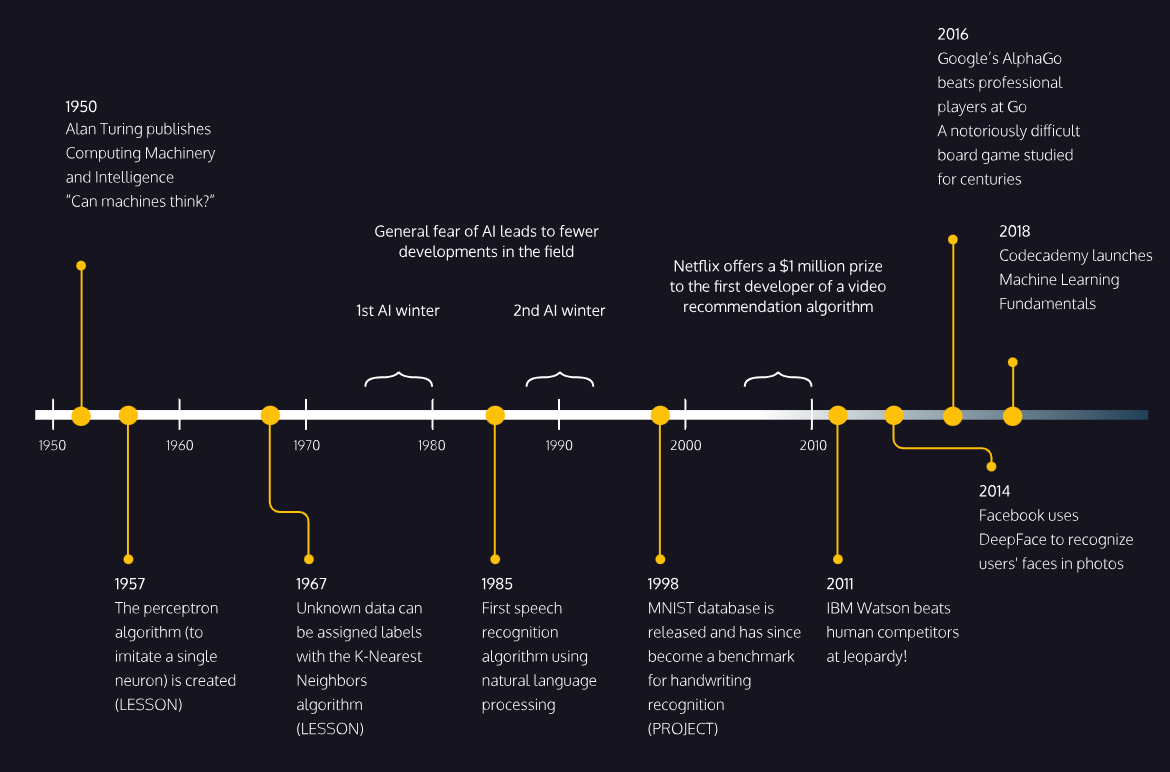 2016
Google's AlphaGo
beats professional
players at Go
A notoriously difficult
board game studied
for centuries
1950
Alan Turing publishes
Computing Machinery
and Intelligence
"Can machines think?"
General fear of AI leads to fewer
developments in the field
1st AI winter
2nd AI winter
Netflix offers a $1 million prize
to the first developer of a video
recommendation algorithm
2018
Codecademy launches
Machine Learning
Fundamentals
1950 1960 1970 1980 1990 2000 2010
2014
Facebook uses
DeepFace to recognize
users' faces in photos
1957
The perceptron
algorithm (to
imitate a single
neuron) is created
(LESSON)
1967
Unknown data can
be assigned labels
with the K-Nearest
Neighbors
algorithm
(LESSON)
1985
First speech
recognition
algorithm using
natural language
processing
1998
MNIST database is
released and has since
become a benchmark
for handwriting
recognition
(PROJECT)
2011
IBM Watson beats
human competitors
at Jeopardy!